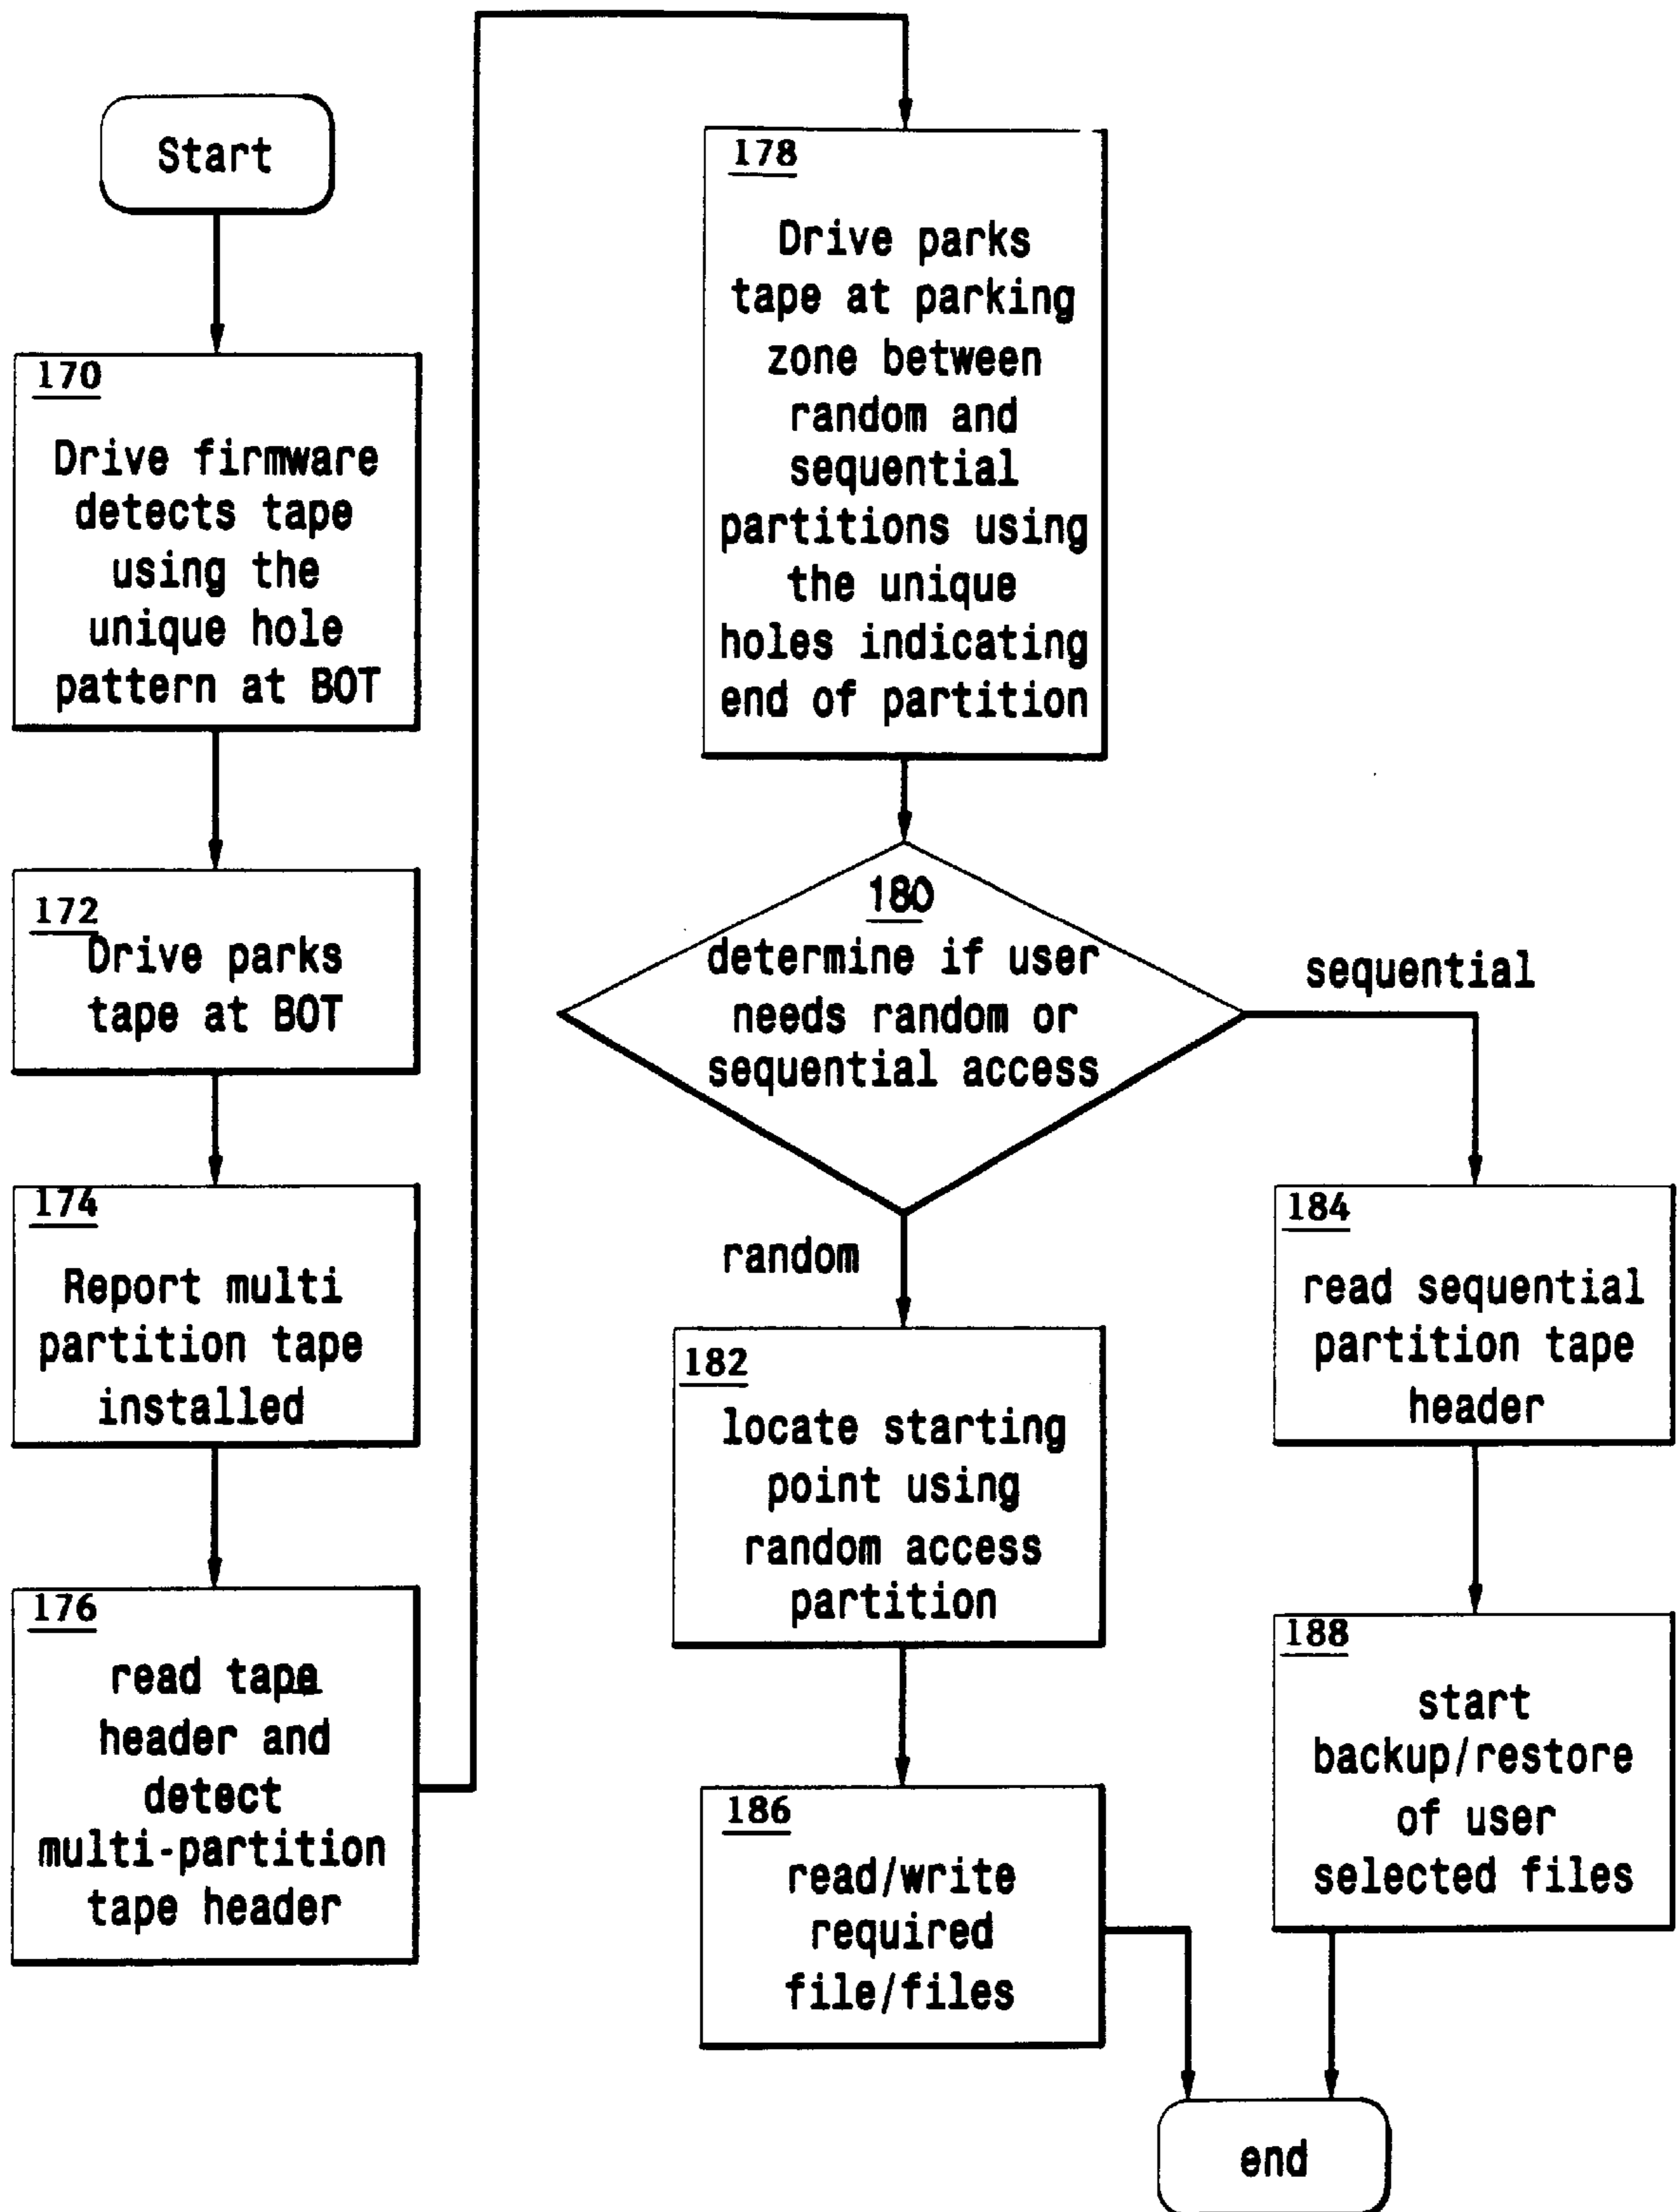 Start
170
Drive firmware
detects tape
using the
unique hole
pattern at BOT
172
Drive parks
tape at BOT
174
Report multi
partition tape
installed
176
read tape
header and
detect
multi-partition
tape header
178
Drive parks
tape at parking
zone between
random and
sequential
partitions using
the unique
holes indicating
end of partition
180
determine if user
needs random or
sequential access
sequential
random
182
locate starting
point using
random access
partition
184
read sequential
partition tape
header
186
read/write
required
file/files
188
start
backup/restore
of user
selected files
end